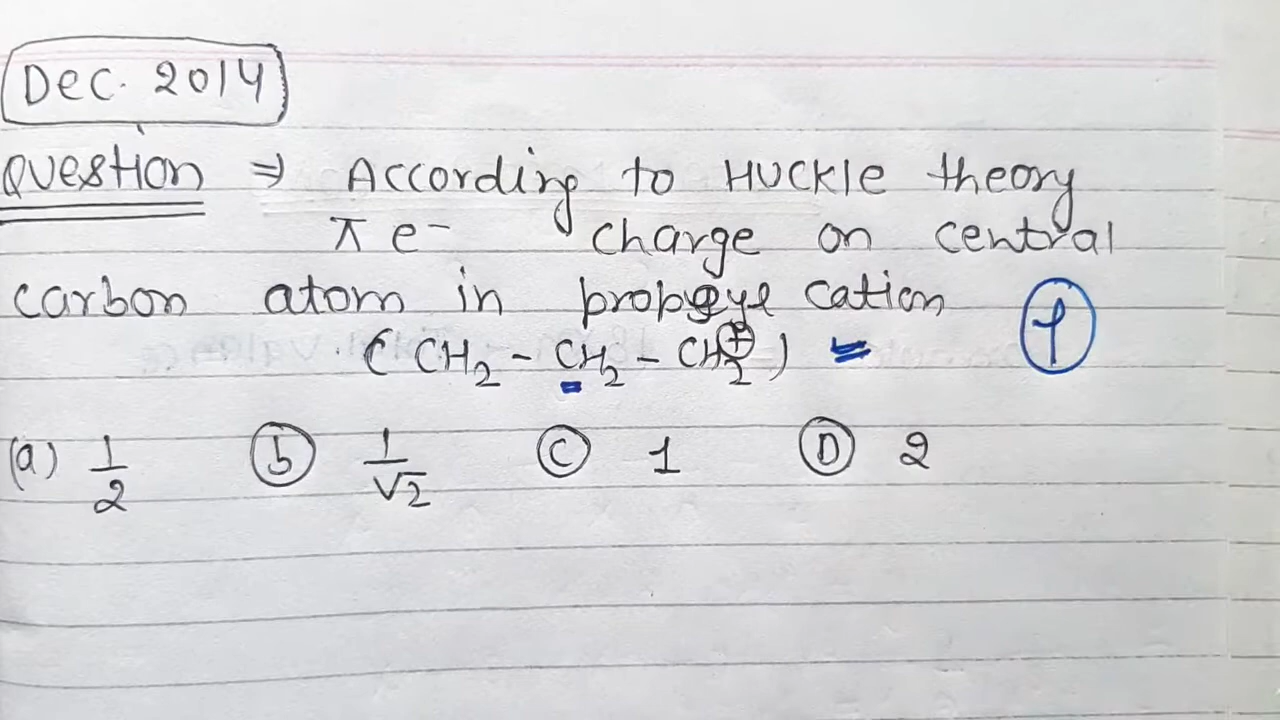 Dec. 2014
Question ⇒ According to Huckle theory
π e⁻ charge on central
carbon atom in cation
( CH₂ - CH₂ - CH₂⊕ ) =
(a) 1/2 (b) 1/√2 (C) 1 (D) 2